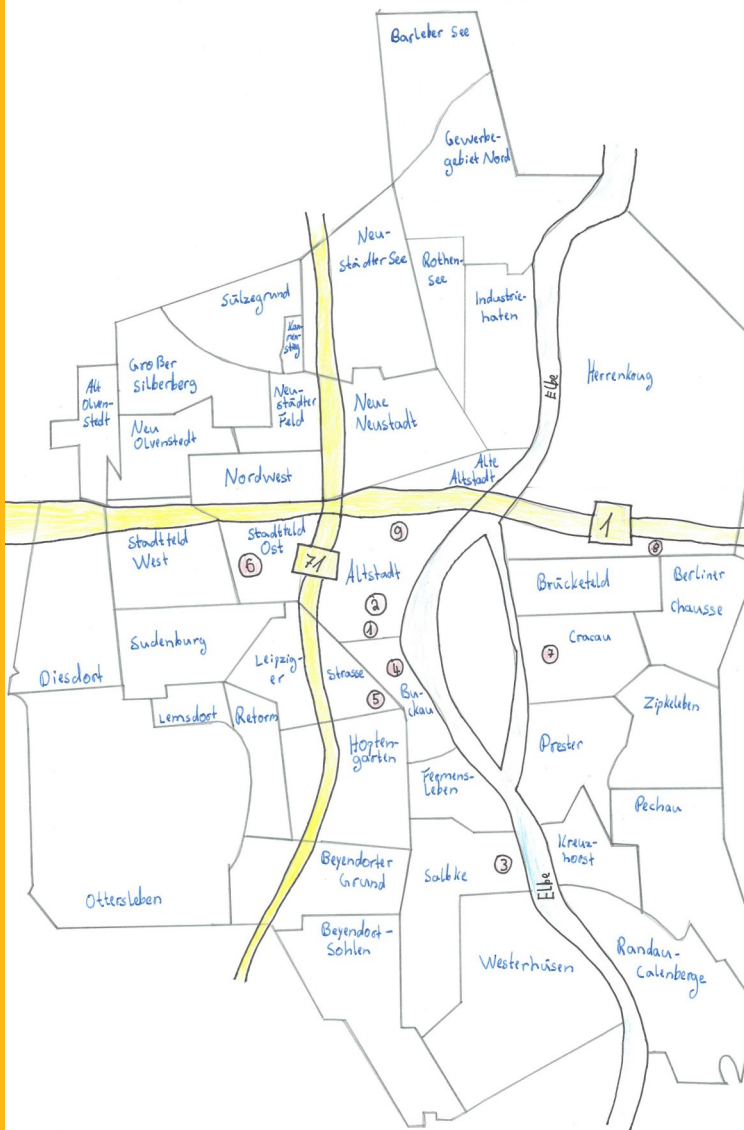 Barleber See
Gewerbe-
gebiet Nord
Neu-
städter See
Rothen-
see
Industrie-
hafen
Sülzegrund
Kan-
nen-
stieg
Großer
Silberberg
Alt
Olven-
stedt
Neu
Olvenstedt
Neu-
städter
Feld
Neue
Neustadt
Elbe
Herrenkrug
Nordwest
Alte
Altstadt
1
Stadtfeld
West
Stadtfeld
Ost
6
71
9
Altstadt
2
1
8
Brückfeld
Berliner
Chausse
Cracau
7
Sudenburg
Diesdorf
Leipzig-
er
Strasse
4
5
Bu-
ckau
Lemsdorf
Reform
Hopfen-
garten
Zipkeleben
Prester
Fermens-
leben
Pechau
Ottersleben
Beyendorfer
Grund
Salbke
3
Kreuz-
horst
Elbe
Beyendorf-
Sohlen
Westerhüsen
Randau-
Calenberge